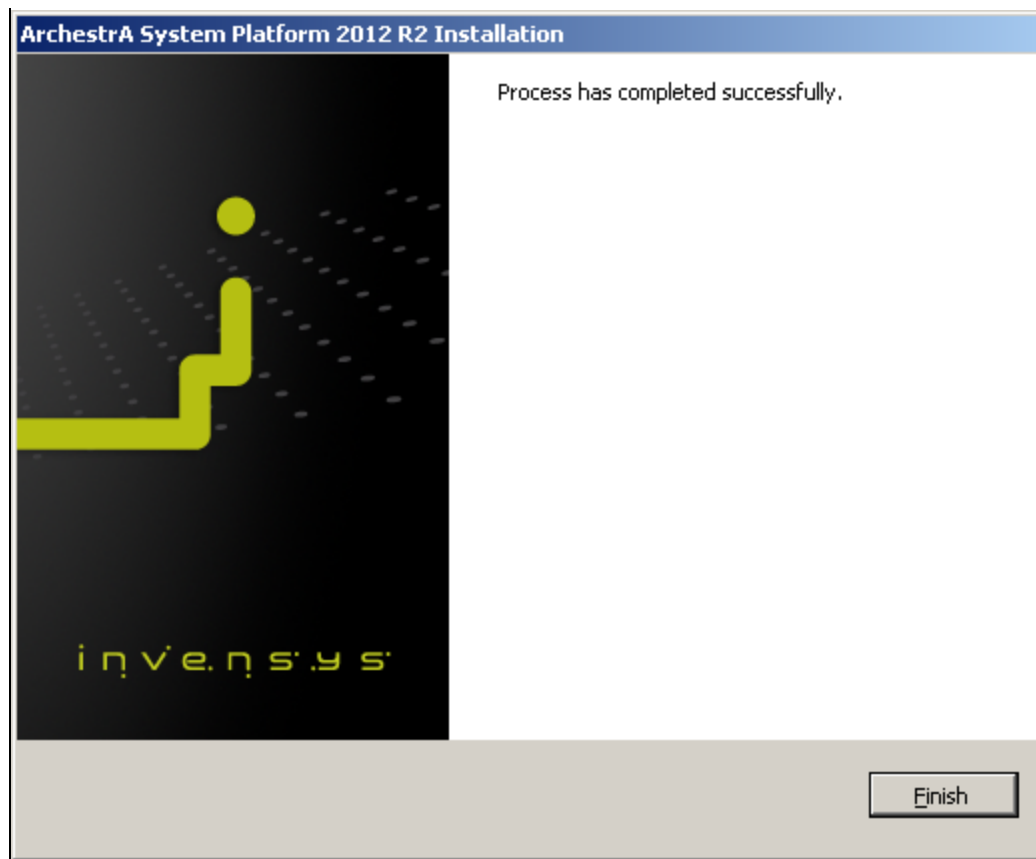 ArchestrA System Platform 2012 R2 Installation
Process has completed successfully.
invensys
Finish